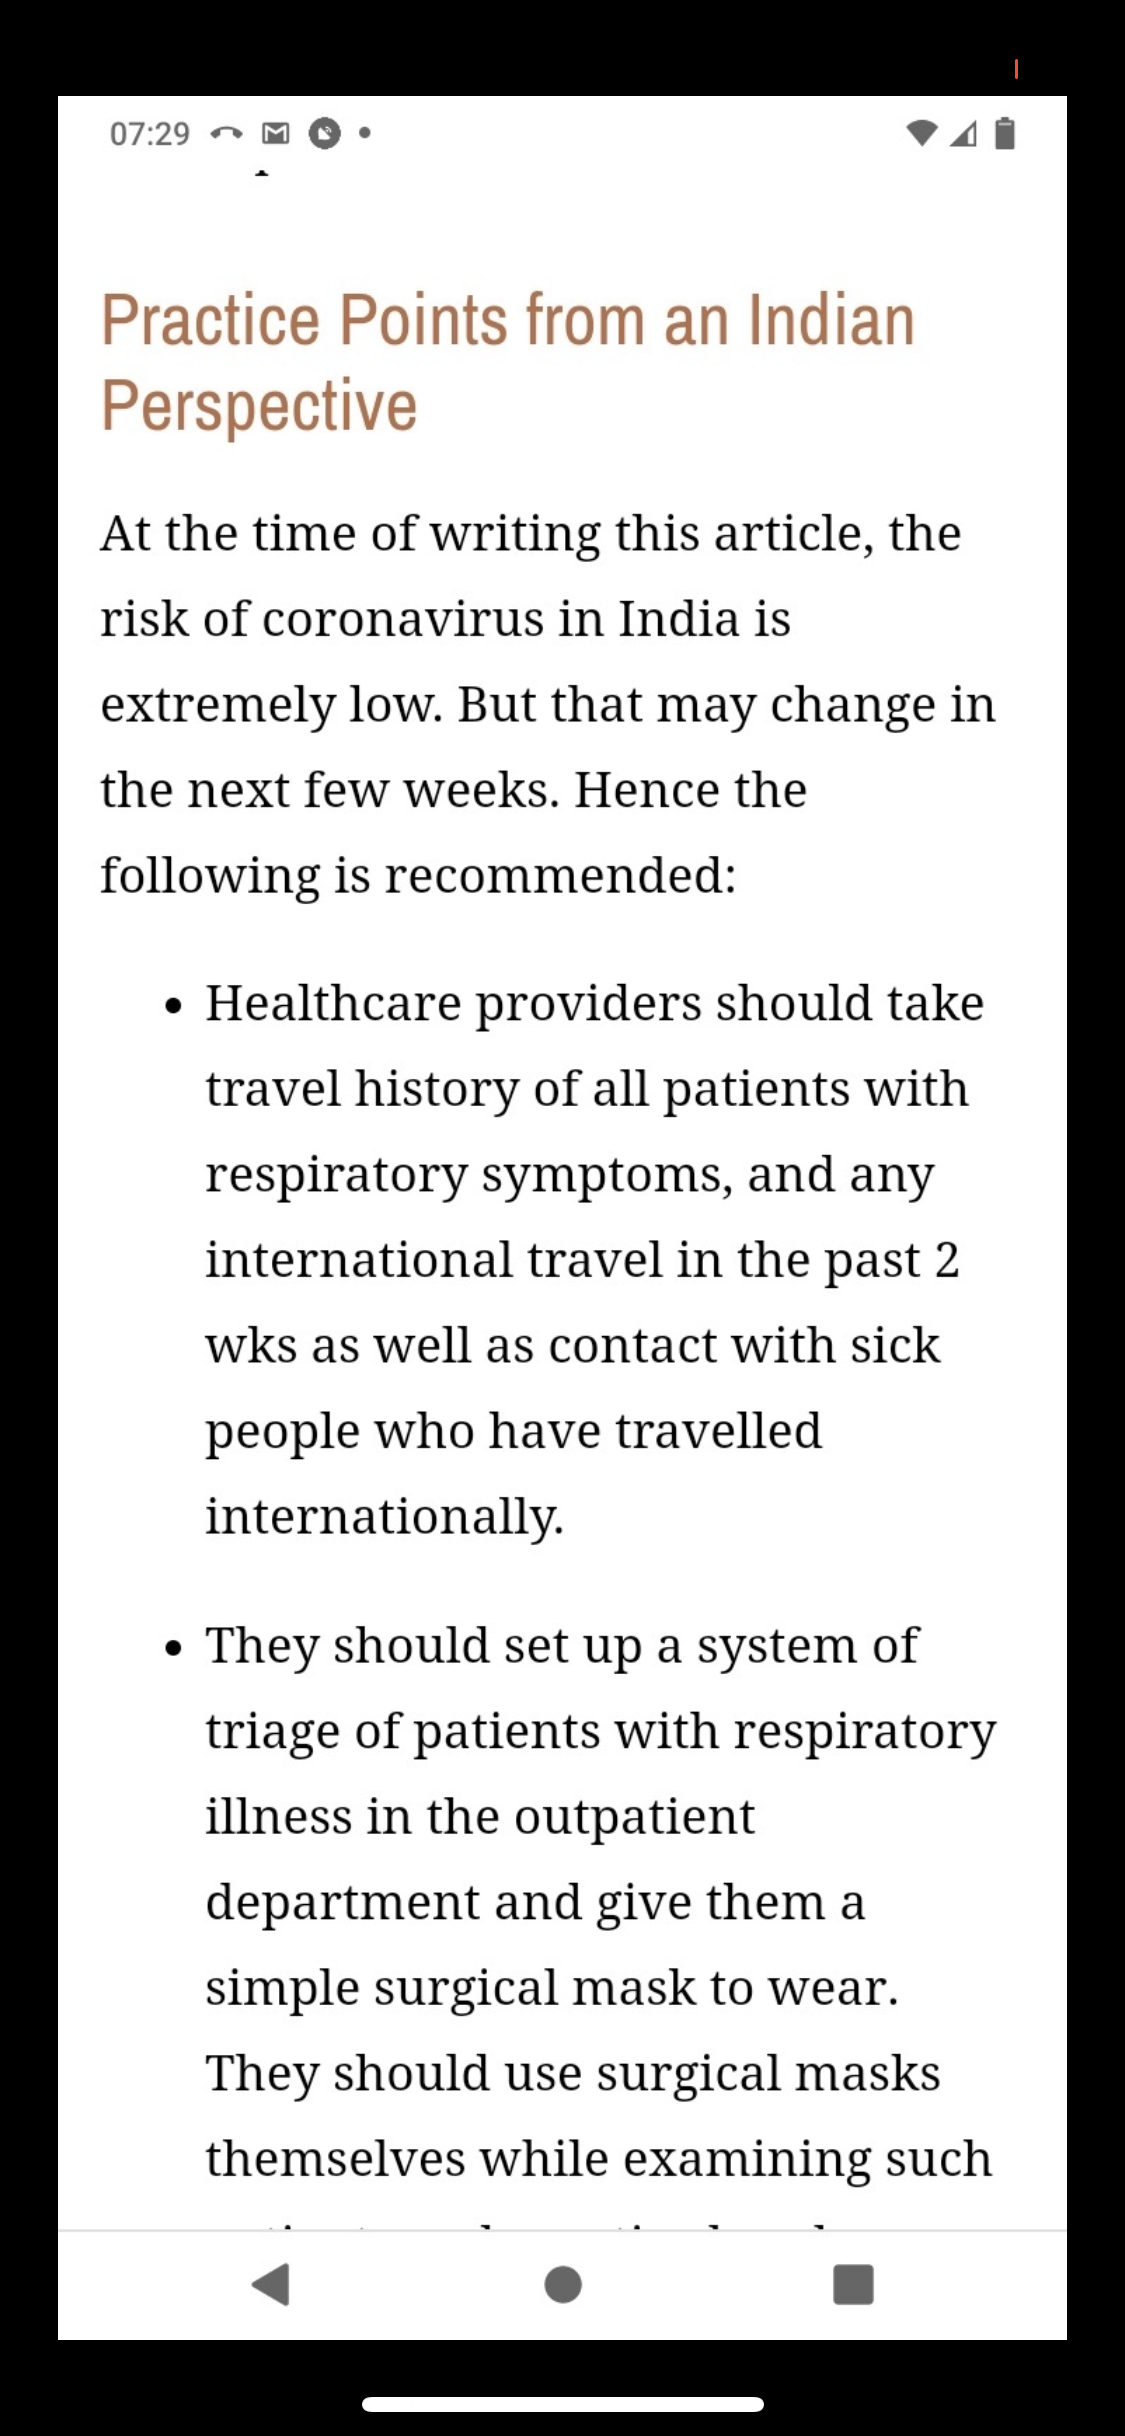 07:29
Practice Points from an Indian
Perspective
At the time of writing this article, the
risk of coronavirus in India is
extremely low. But that may change in
the next few weeks. Hence the
following is recommended:
• Healthcare providers should take
travel history of all patients with
respiratory symptoms, and any
international travel in the past 2
wks as well as contact with sick
people who have travelled
internationally.
• They should set up a system of
triage of patients with respiratory
illness in the outpatient
department and give them a
simple surgical mask to wear.
They should use surgical masks
themselves while examining such